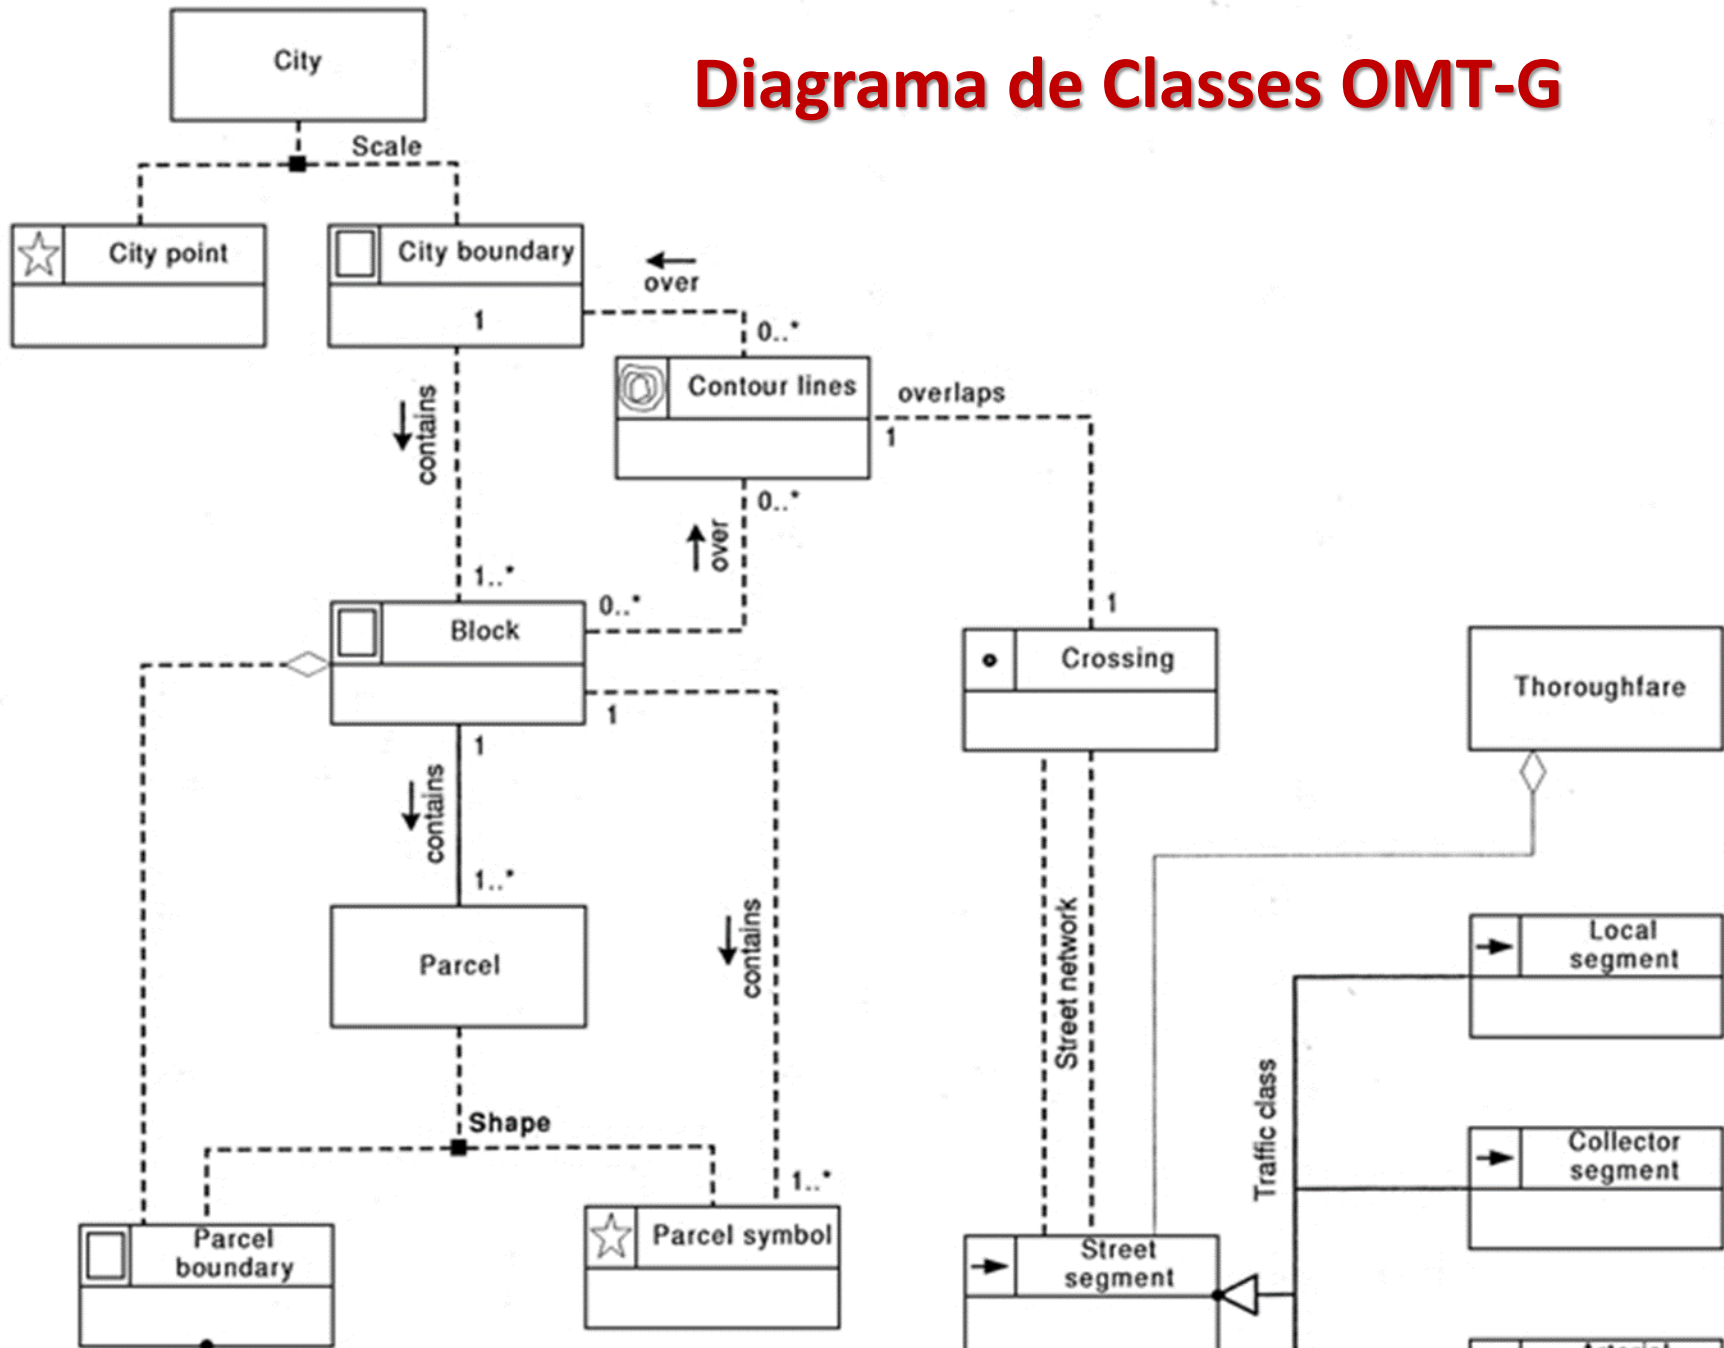 Diagrama de Classes OMT-G
City
Scale
City point
City boundary
1
over
0..*
Contour lines
overlaps
1
contains
0..*
over
1..*
0..*
1
Block
Crossing
Thoroughfare
1
1
contains
1..*
Parcel
contains
Street network
Local
segment
Traffic class
Collector
segment
Shape
1..*
Parcel
boundary
Parcel symbol
Street
segment